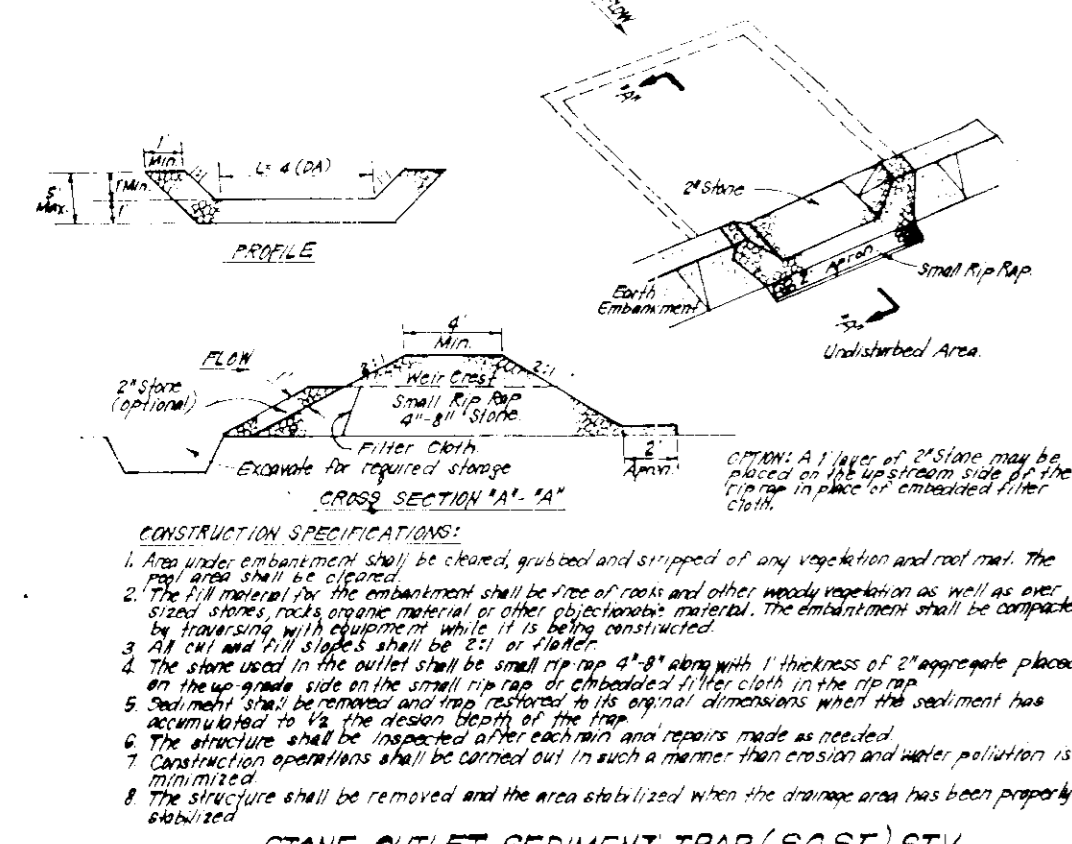 FLOW
"A"
1'
Min.
L= 4 (DA)
5'
Max.
1' Min.
1'
PROFILE
2" Stone
Apron
2'
Small Rip Rap.
Earth
Embankment
"A"
Undisturbed Area.
4'
Min.
FLOW
2:1
2:1
1'
Weir Crest
2" Stone
(optional)
Small Rip Rap
4"-8" Stone.
Filter Cloth.
Excavate for required storage
2'
Apron.
CROSS SECTION "A"-"A"
OPTION: A 1' layer of 2" Stone may be
placed on the upstream side of the
rip rap in place of embedded filter
cloth.
CONSTRUCTION SPECIFICATIONS:
1. Area under embankment shall be cleared, grubbed and stripped of any vegetation and root mat. The
pool area shall be cleared.
2. The fill material for the embankment shall be free of roots and other woody vegetation as well as over
sized stones, rocks, organic material or other objectionable material. The embankment shall be compacted
by traversing with equipment while it is being constructed.
3 All cut and fill slopes shall be 2:1 or flatter.
4. The stone used in the outlet shall be small rip rap 4"-8" along with 1' thickness of 2" aggregate placed
on the up-grade side on the small rip rap or embedded filter cloth in the rip rap
5. Sediment shall be removed and trap restored to its orginal dimensions when the sediment has
accumulated to 1/2 the design depth of the trap.
6. The structure shall be inspected after each rain and repairs made as needed.
7. Construction operations shall be carried out in such a manner than erosion and water pollution is
minimized.
8. The structure shall be removed and the area stabilized when the drainage area has been properly
stabilized
STONE OUTLET SEDIMENT TRAP (S.O.S.T.)